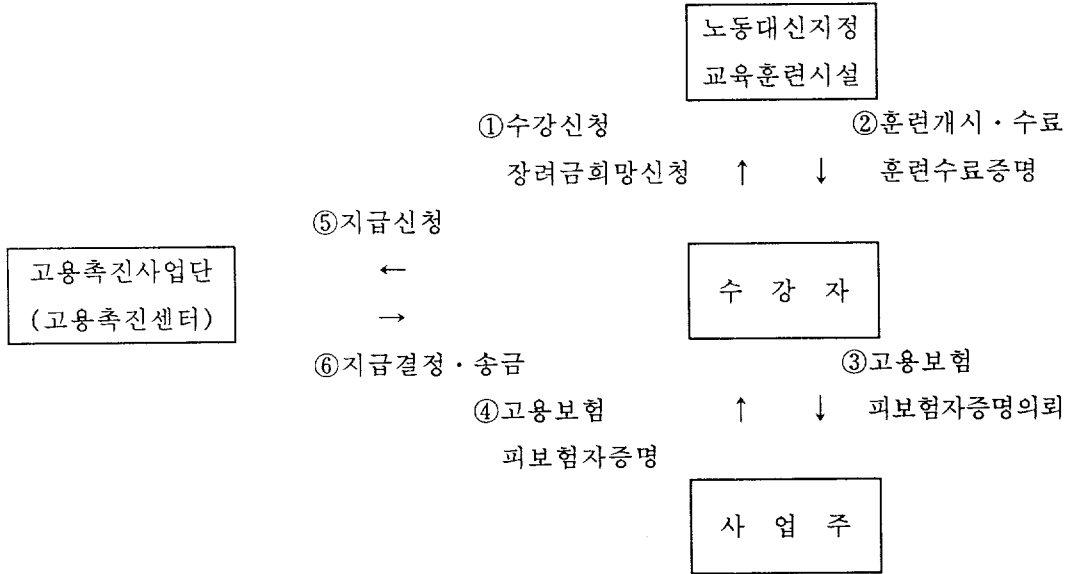 노동대신지정
교육훈련시설
①수강신청
장려금희망신청
↑ ↓
②훈련개시・수료
훈련수료증명
⑤지급신청
←
→
⑥지급결정・송금
고용촉진사업단
(고용촉진센터)
수 강 자
③고용보험
피보험자증명의뢰
↑ ↓
④고용보험
피보험자증명
사 업 주